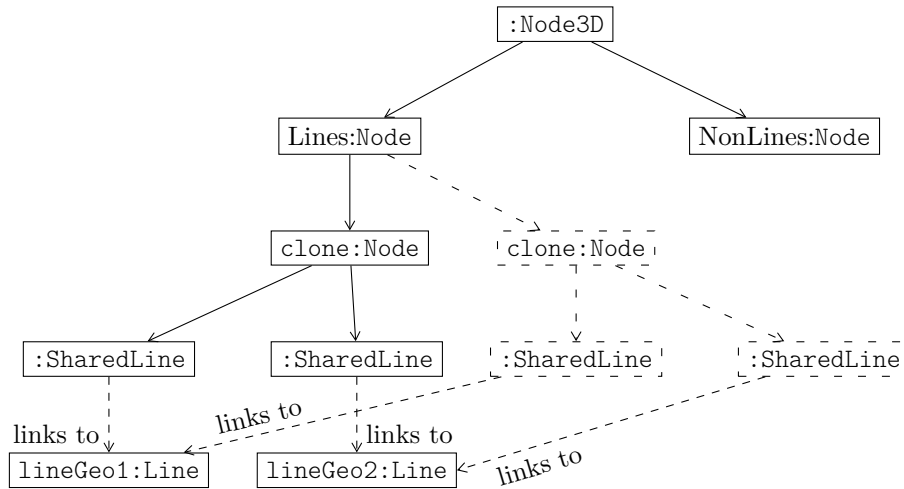 :Node3D
Lines:Node
NonLines:Node
clone:Node
clone:Node
:SharedLine
:SharedLine
:SharedLine
:SharedLine
links to
links to
links to
links to
lineGeo1:Line
lineGeo2:Line